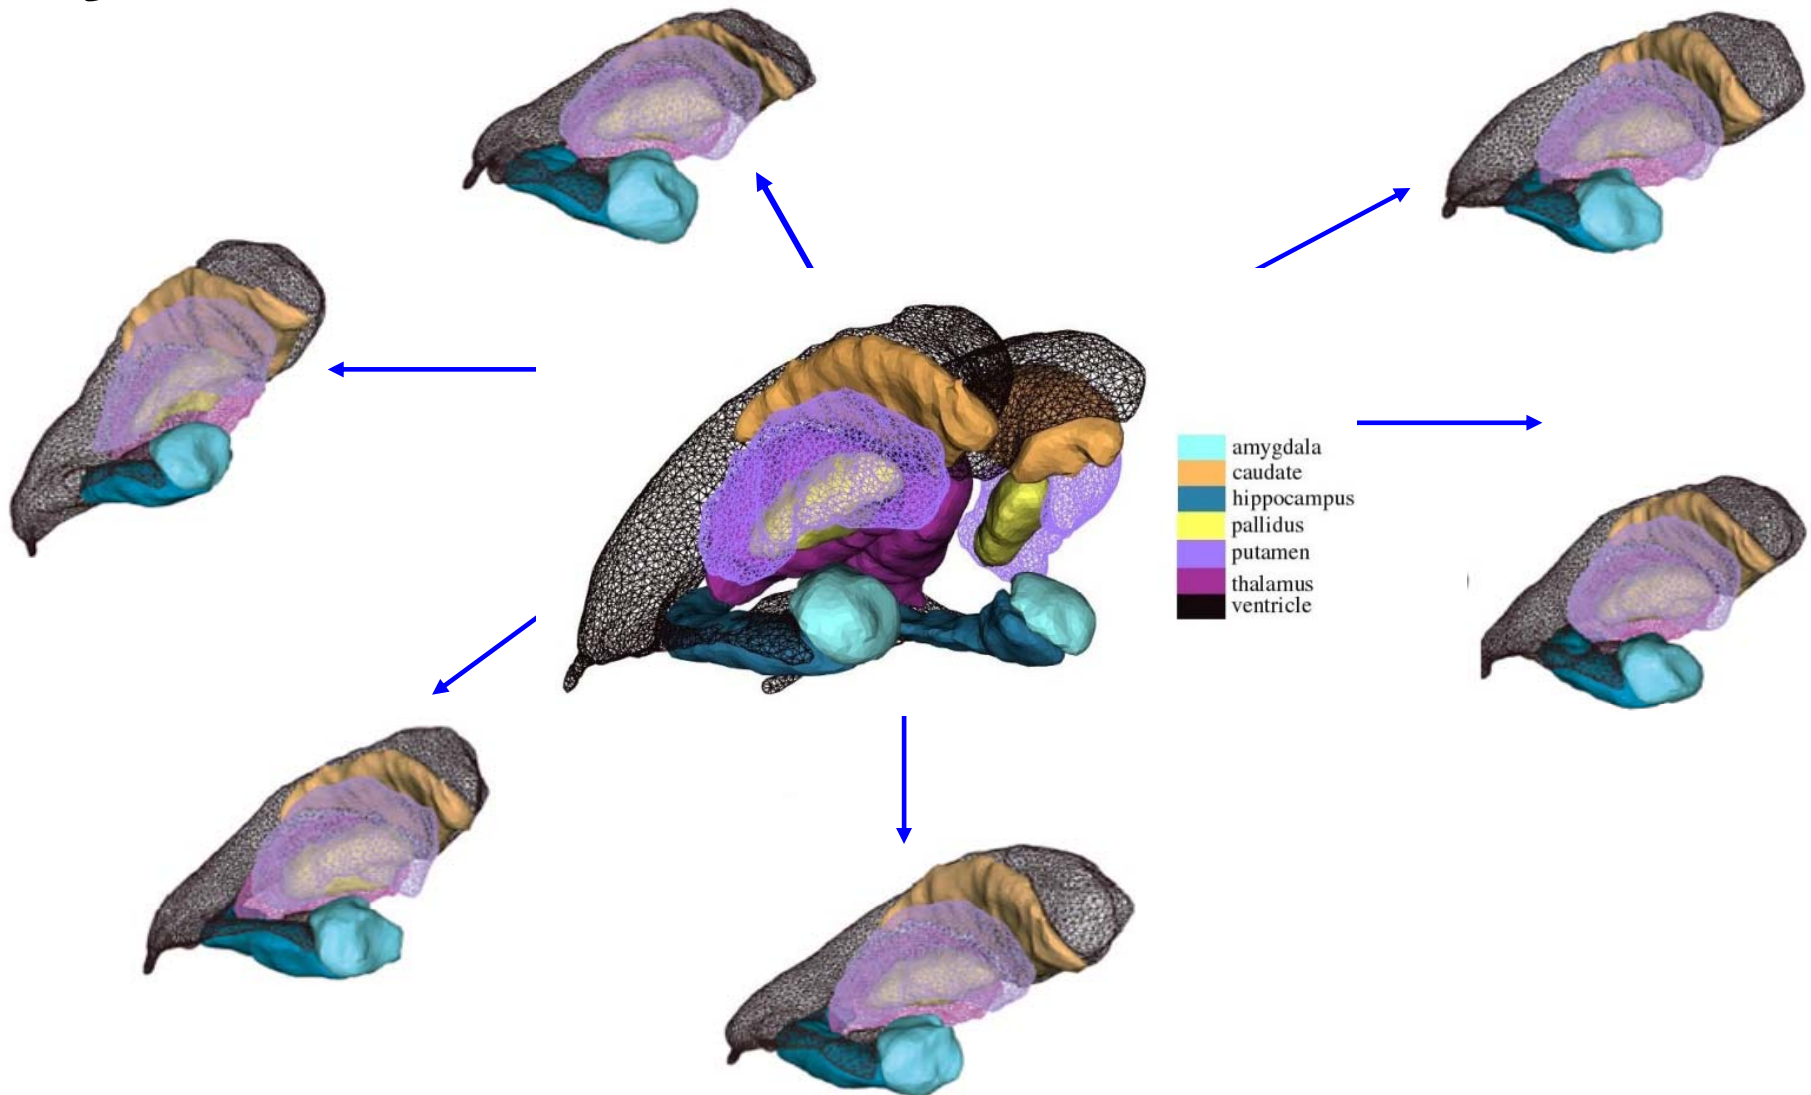 amygdala
caudate
hippocampus
pallidus
putamen
thalamus
ventricle